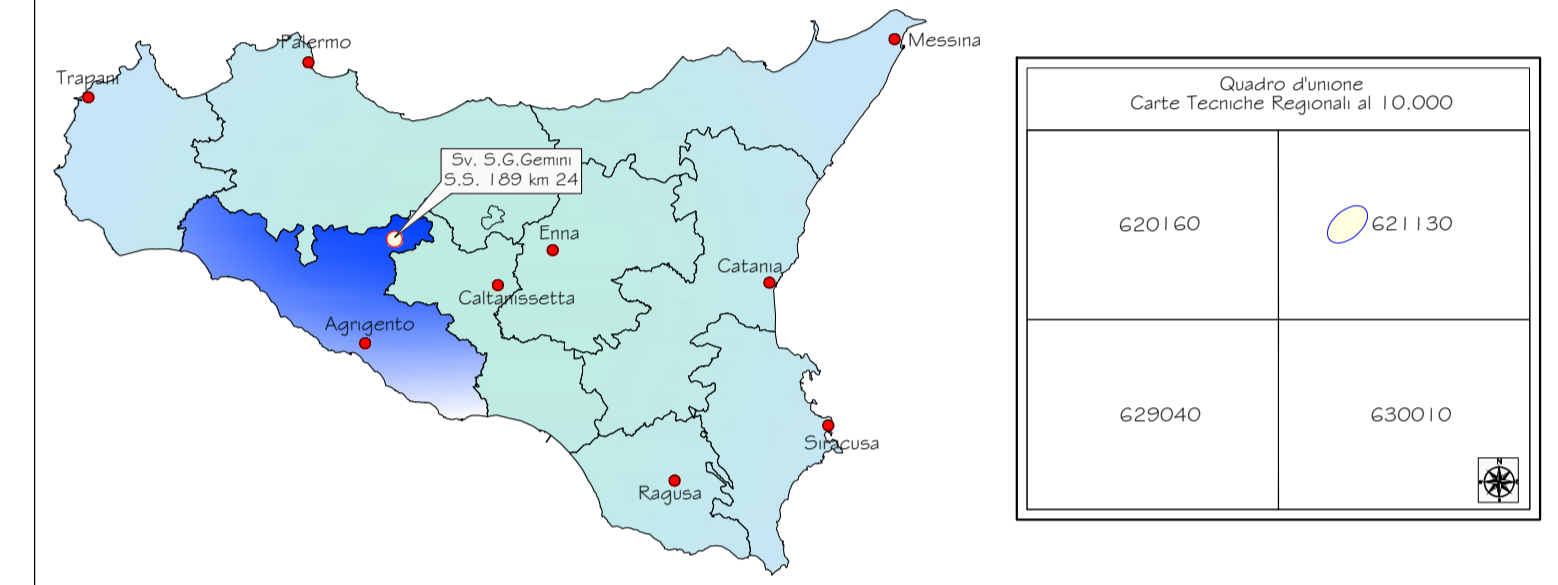 Palermo
Messina
Trapani
Sv. S.G.Gemini
S.S. 189 km 24
Enna
Catania
Caltanissetta
Agrigento
Siracusa
Ragusa
Quadro d'unione
Carte Tecniche Regionali al 10.000
620160
621130
629040
630010
N